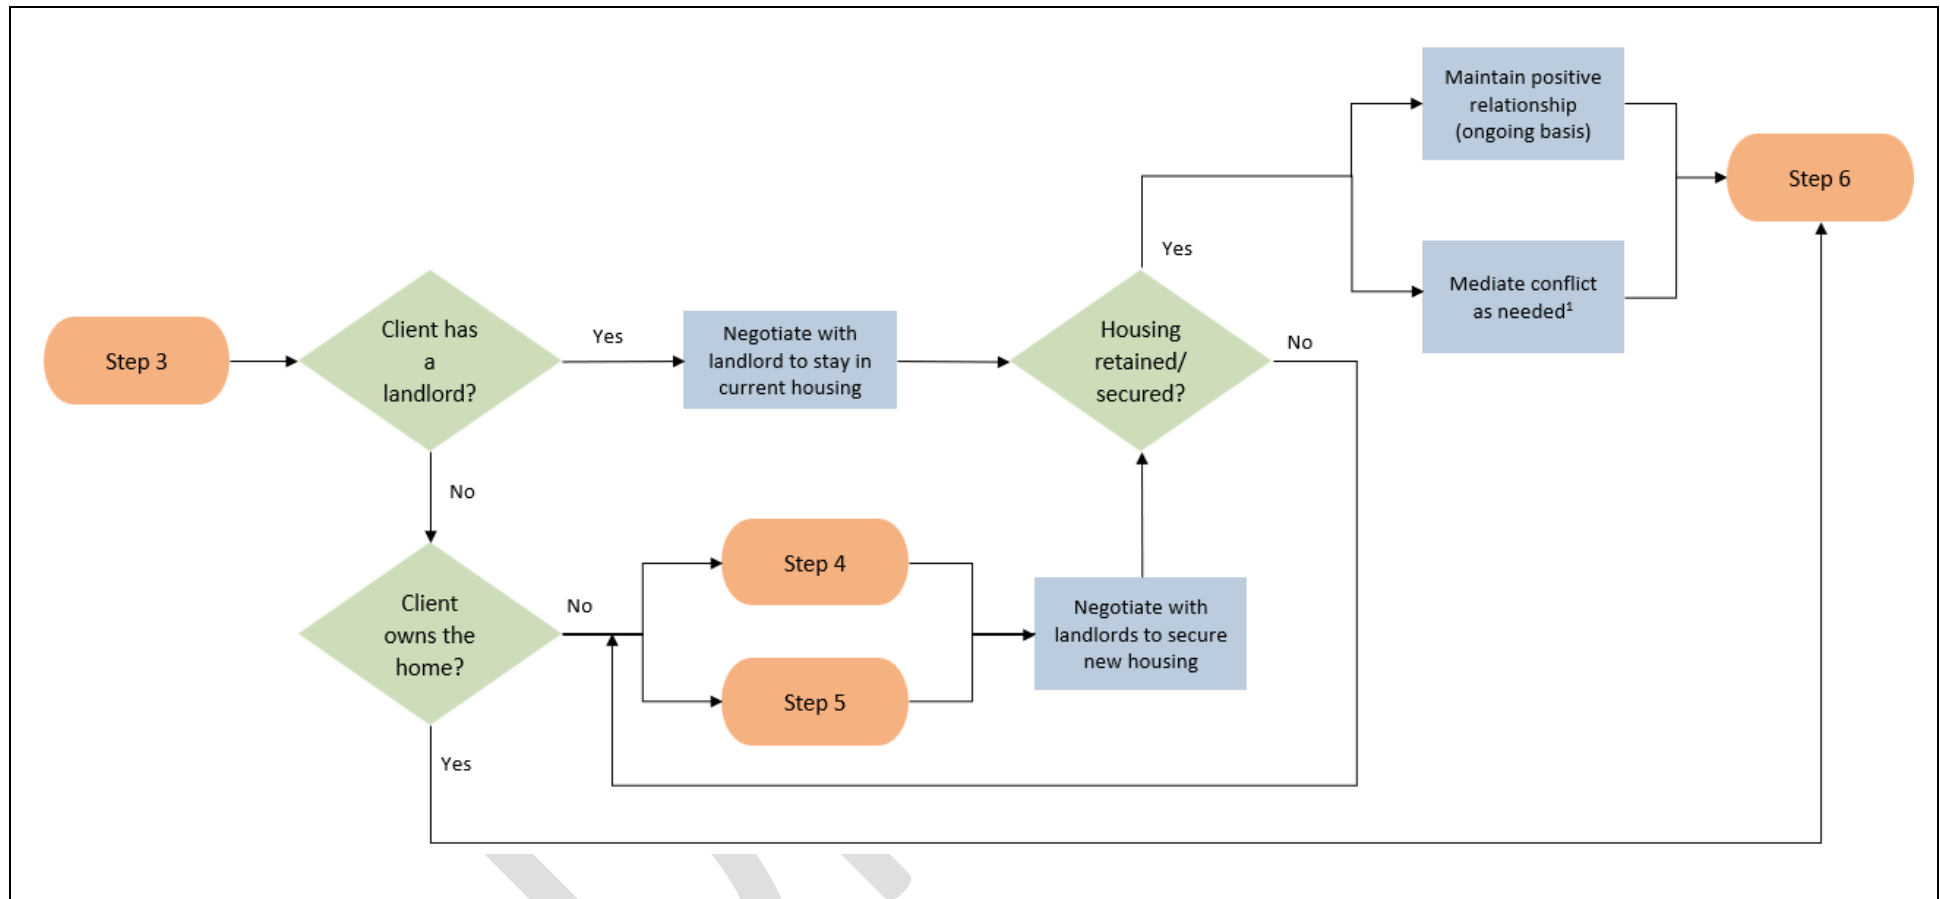 Step 3
Client has
a
landlord?
Yes
Negotiate with
landlord to stay in
current housing
Housing
retained/
secured?
Yes
Maintain positive
relationship
(ongoing basis)
Mediate conflict
as needed¹
Step 6
No
No
Client
owns the
home?
No
Step 4
Step 5
Negotiate with
landlords to secure
new housing
Yes